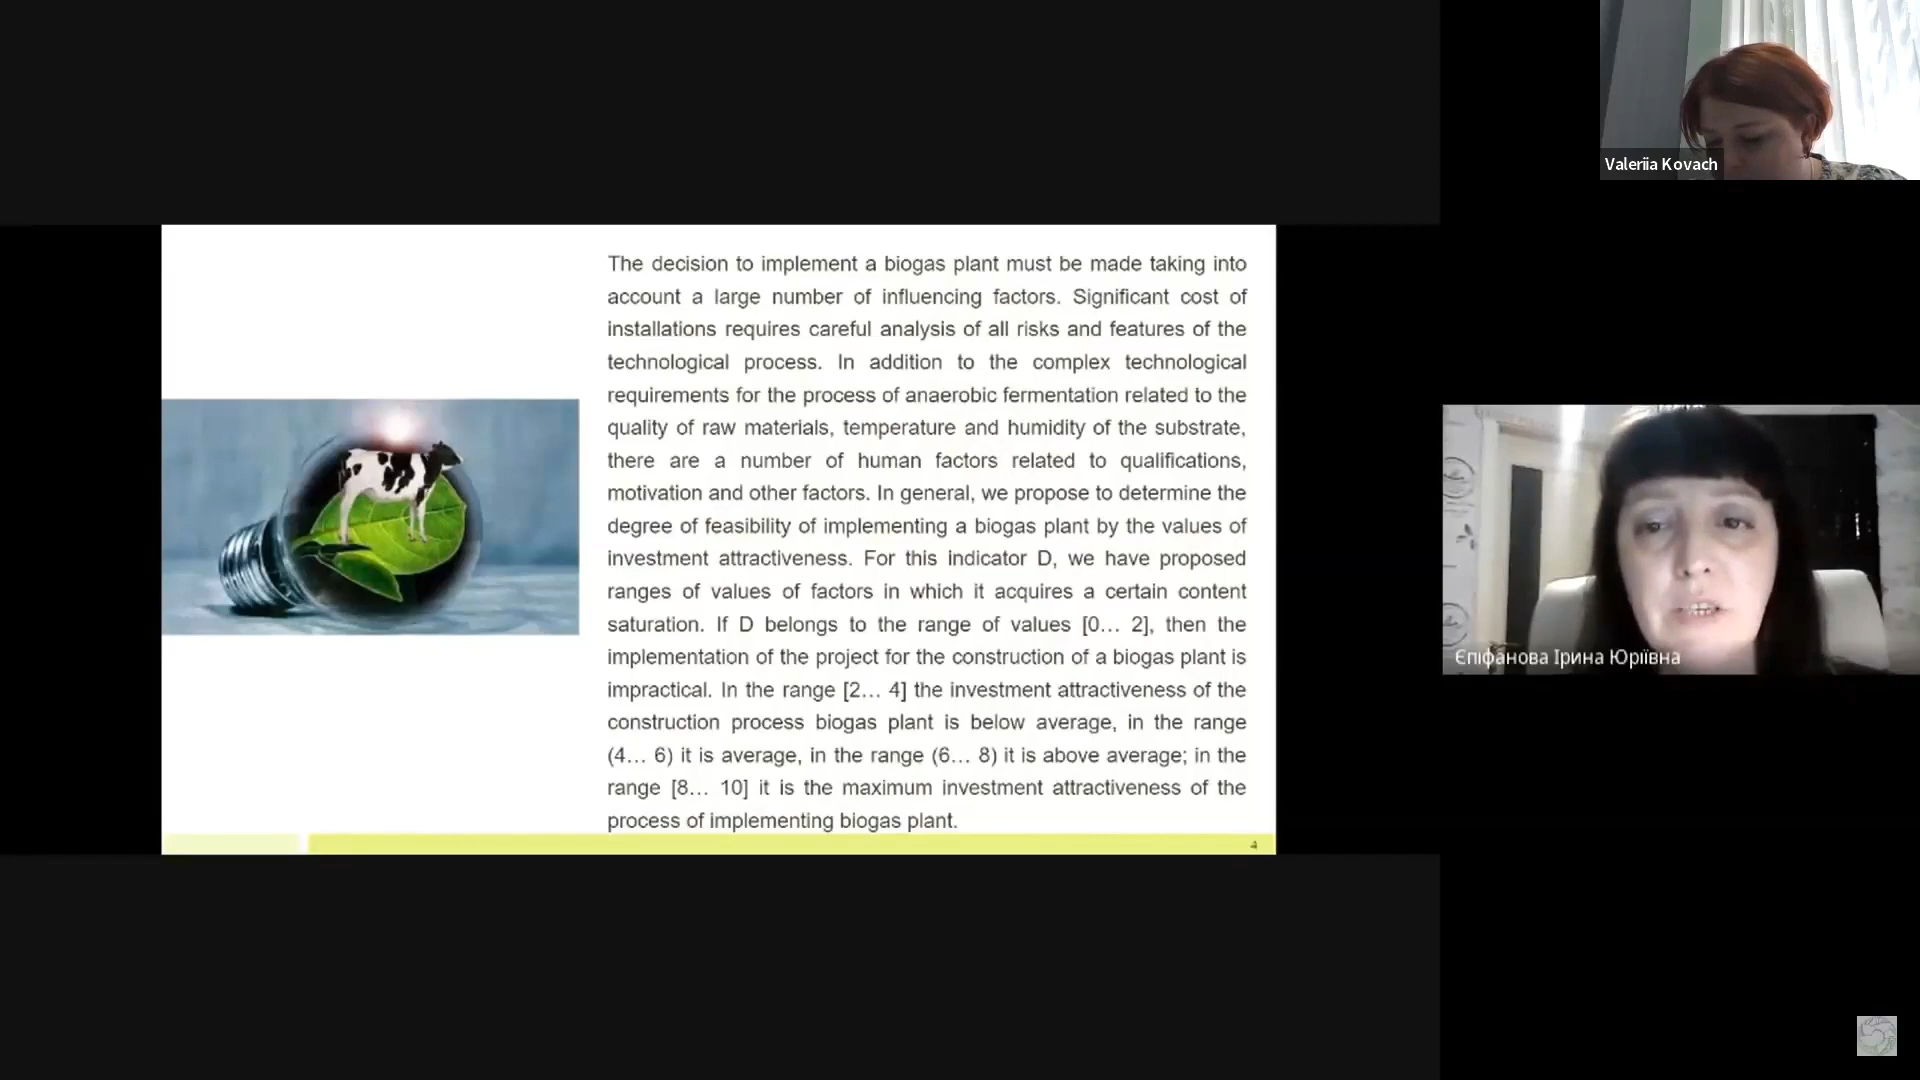 Valeriia Kovach
The decision to implement a biogas plant must be made taking into
account a large number of influencing factors. Significant cost of
installations requires careful analysis of all risks and features of the
technological process. In addition to the complex technological
requirements for the process of anaerobic fermentation related to the
quality of raw materials, temperature and humidity of the substrate,
there are a number of human factors related to qualifications,
motivation and other factors. In general, we propose to determine the
degree of feasibility of implementing a biogas plant by the values of
investment attractiveness. For this indicator D, we have proposed
ranges of values of factors in which it acquires a certain content
saturation. If D belongs to the range of values [0… 2], then the
implementation of the project for the construction of a biogas plant is
impractical. In the range [2… 4] the investment attractiveness of the
construction process biogas plant is below average, in the range
(4… 6) it is average, in the range (6… 8) it is above average; in the
range [8… 10] it is the maximum investment attractiveness of the
process of implementing biogas plant.
4
Єпіфанова Ірина Юріївна